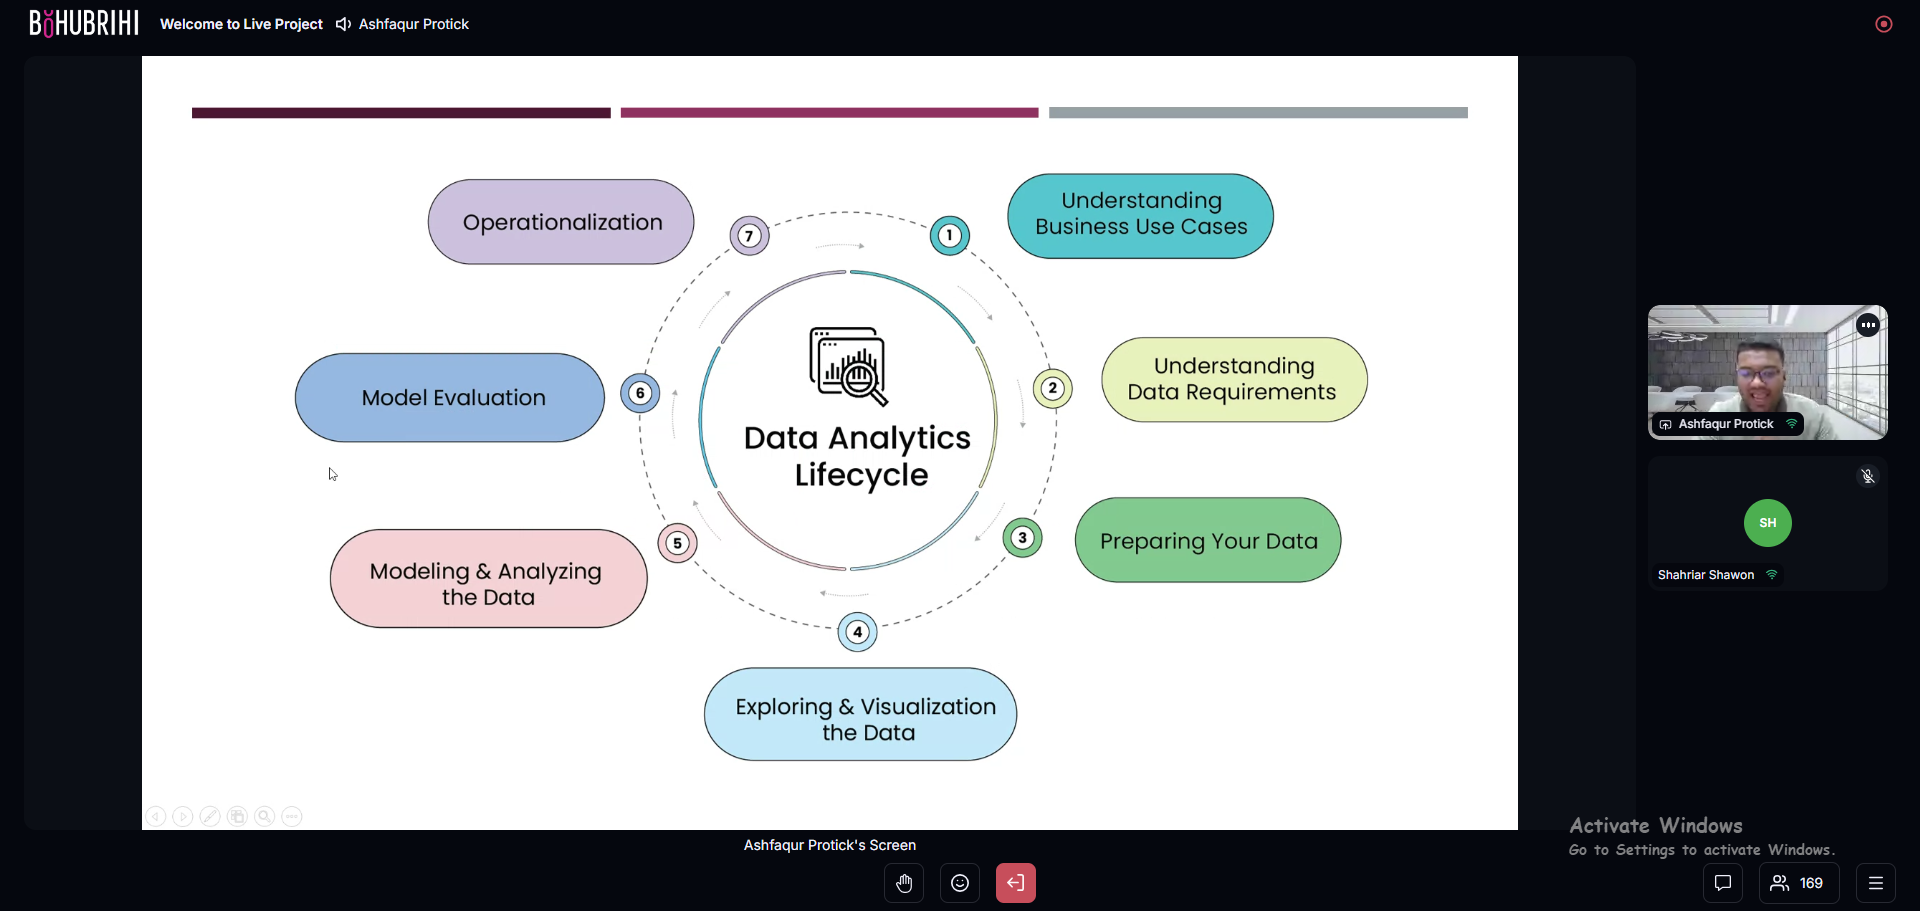 BOHUBRIHI Welcome to Live Project Ashfaqur Protick
Operationalization
7
1
Understanding
Business Use Cases
Model Evaluation
6
2
Understanding
Data Requirements
Data Analytics
Lifecycle
Modeling & Analyzing
the Data
5
3
Preparing Your Data
4
Exploring & Visualization
the Data
Ashfaqur Protick
SH
Shahriar Shawon
Activate Windows
Go to Settings to activate Windows.
Ashfaqur Protick's Screen
169